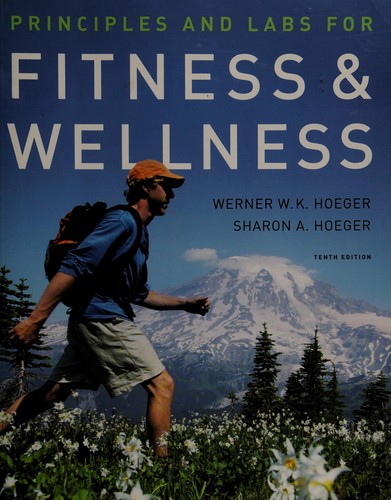 PRINCIPLES AND LABS FOR
FITNESS &
WELLNESS
WERNER W.K. HOEGER
SHARON A. HOEGER
TENTH EDITION